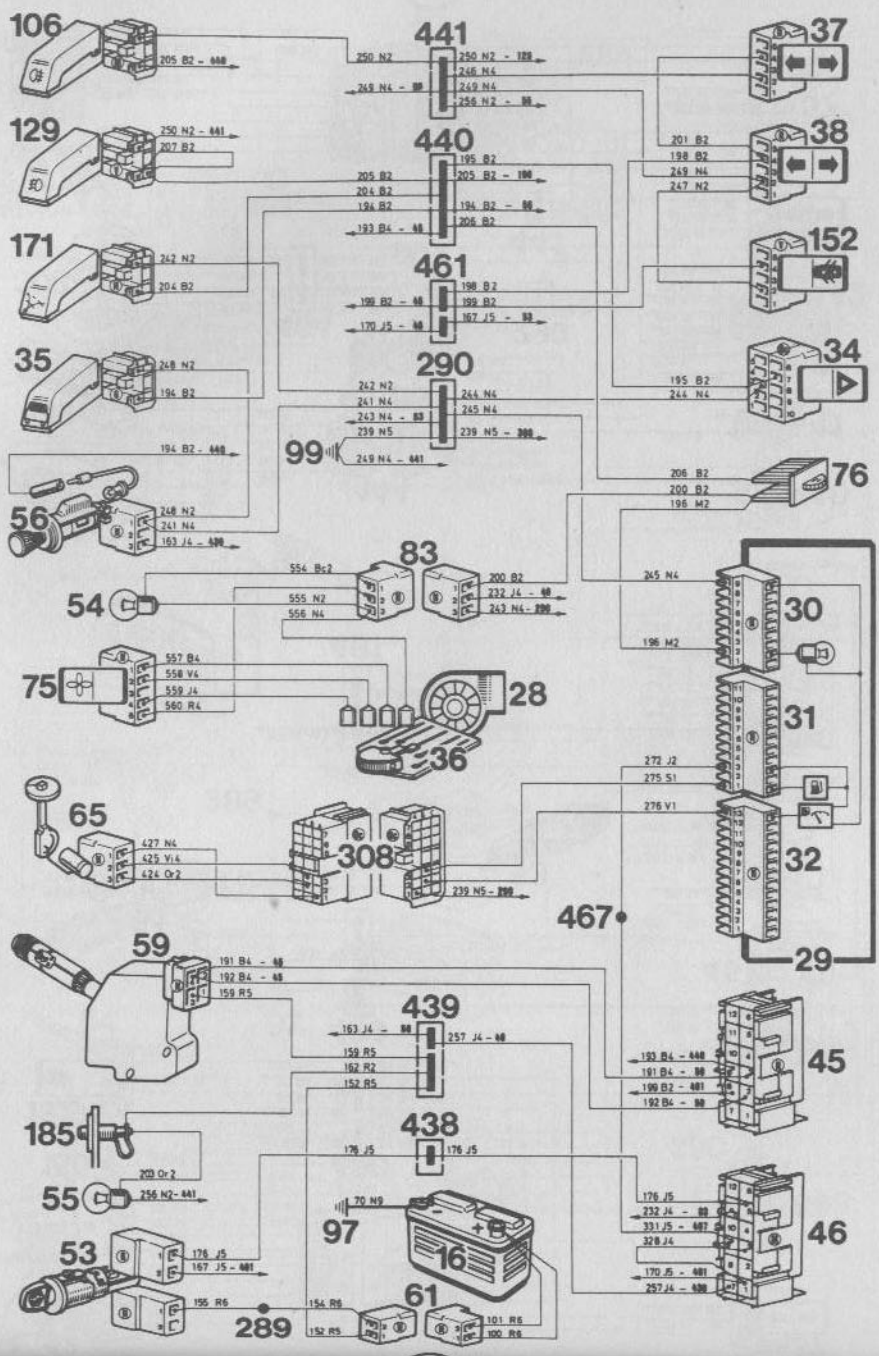 106
205 B2 - 440
250 N2
249 N4 - 99
441
250 N2 - 129
246 N4
249 N4
256 N2 - 55
37
129
250 N2 - 441
207 B2
201 B2
198 B2
249 N4
247 N2
38
440
205 B2
204 B2
194 B2
193 B4 - 45
195 B2
205 B2 - 106
194 B2 - 56
206 B2
171
242 N2
204 B2
461
199 B2 - 45
170 J5 - 46
198 B2
199 B2
167 J5 - 53
152
35
248 N2
194 B2
290
242 N2
241 N4
243 N4 - 83
239 N5
244 N4
245 N4
239 N5 - 308
34
195 B2
244 N4
99
249 N4 - 441
194 B2 - 440
56
248 N2
241 N4
163 J4 - 439
206 B2
200 B2
196 M2
76
83
554 Bc2
555 N2
556 N4
200 B2
232 J4 - 46
243 N4 - 290
54
245 N4
196 M2
30
75
557 B4
558 V4
559 J4
560 R4
28
36
31
272 J2
275 S1
276 V1
65
427 N4
425 Vi4
424 Or2
308
239 N5 - 290
32
467
29
59
191 B4 - 45
192 B4 - 45
159 R5
439
163 J4 - 56
257 J4 - 46
159 R5
162 R2
152 R5
193 B4 - 440
191 B4 - 59
199 B2 - 461
192 B4 - 59
45
185
203 Or2
438
176 J5
176 J5
55
256 N2 - 441
70 N9
97
16
176 J5
232 J4 - 83
331 J5 - 467
328 J4
170 J5 - 461
257 J4 - 439
46
53
176 J5
167 J5 - 461
155 R6
289
154 R6
152 R5
61
101 R6
100 R6